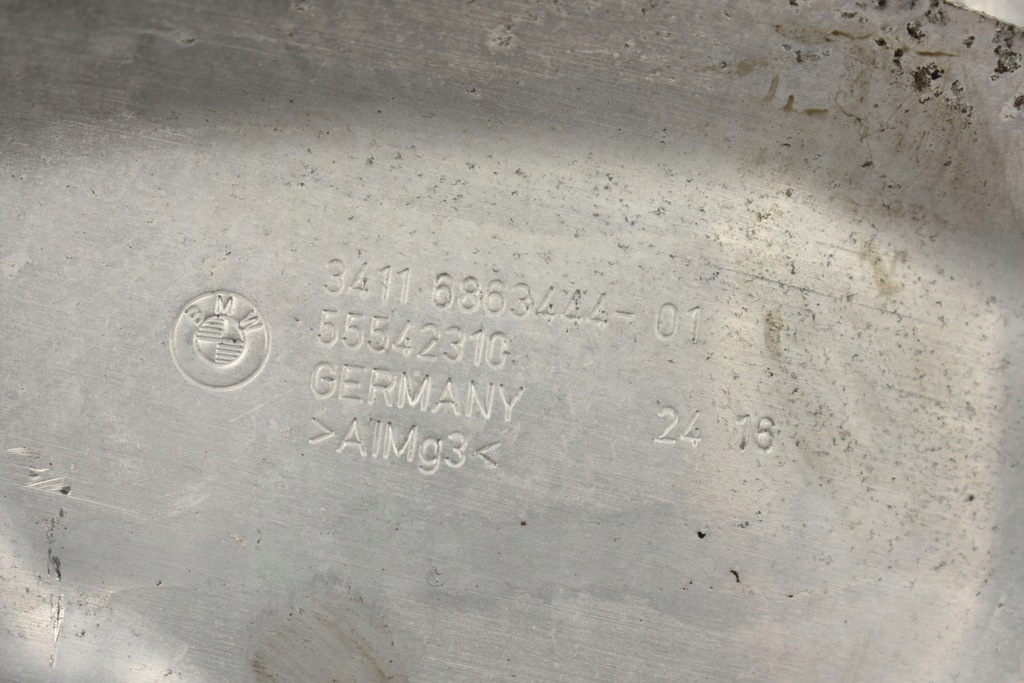 BMW
3411 6863444-01
55542310
GERMANY
>AlMg3<
24 16